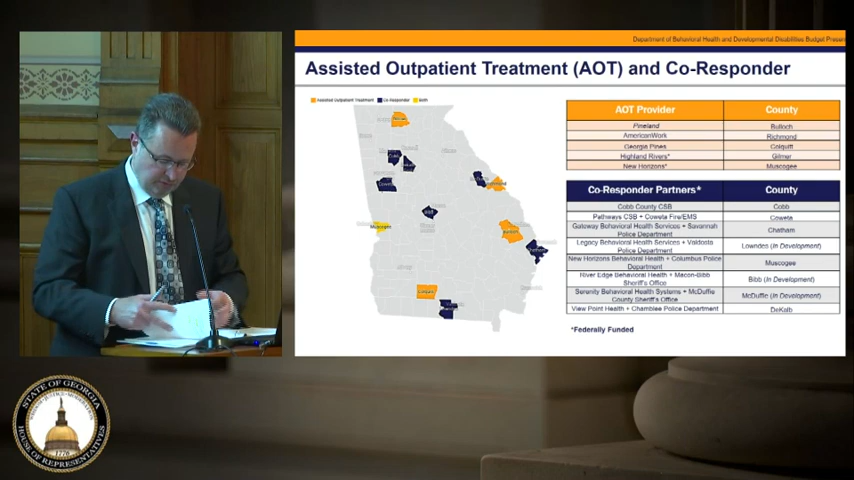 Department of Behavioral Health and Developmental Disabilities Budget Presen
Assisted Outpatient Treatment (AOT) and Co-Responder
Assisted Outpatient Treatment Co-Responder Both
AOT Provider County
Pineland Bulloch
AmericanWork Richmond
Georgia Pines Colquitt
Highland Rivers* Gilmer
New Horizons* Muscogee
Co-Responder Partners* County
Cobb County CSB Cobb
Pathways CSB + Coweta Fire/EMS Coweta
Gateway Behavioral Health Services + Savannah
Police Department Chatham
Legacy Behavioral Health Services + Valdosta
Police Department Lowndes (In Development)
New Horizons Behavioral Health + Columbus Police
Department Muscogee
River Edge Behavioral Health + Macon-Bibb
Sheriff's Office Bibb (In Development)
Serenity Behavioral Health Systems + McDuffie
County Sheriff's Office McDuffie (In Development)
View Point Health + Chamblee Police Department DeKalb
*Federally Funded
Muscogee
STATE OF GEORGIA
HOUSE OF REPRESENTATIVES
1776